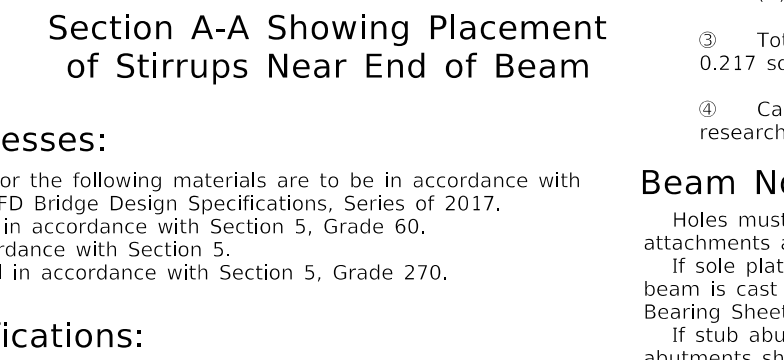 Section A-A Showing Placement
of Stirrups Near End of Beam
esses:
or the following materials are to be in accordance with
FD Bridge Design Specifications, Series of 2017.
in accordance with Section 5, Grade 60.
rdance with Section 5.
in accordance with Section 5, Grade 270.
ications:
③ Tot
0.217 sq
④ Ca
research
Beam No
Holes must
attachments a
If sole plat
beam is cast
Bearing Sheet
If stub abu
abutments sh